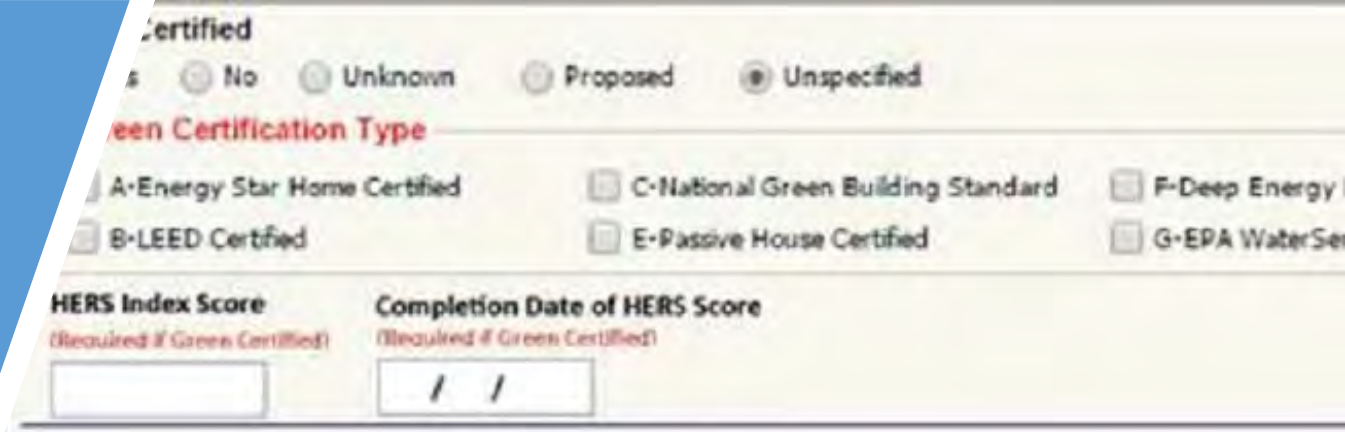 Certified
No Unknown Proposed Unspecified
Green Certification Type
A-Energy Star Home Certified C-National Green Building Standard F-Deep Energy
B-LEED Certified E-Passive House Certified G-EPA WaterSen
HERS Index Score Completion Date of HERS Score
(Required if Green Certified) (Required if Green Certified)
/ /